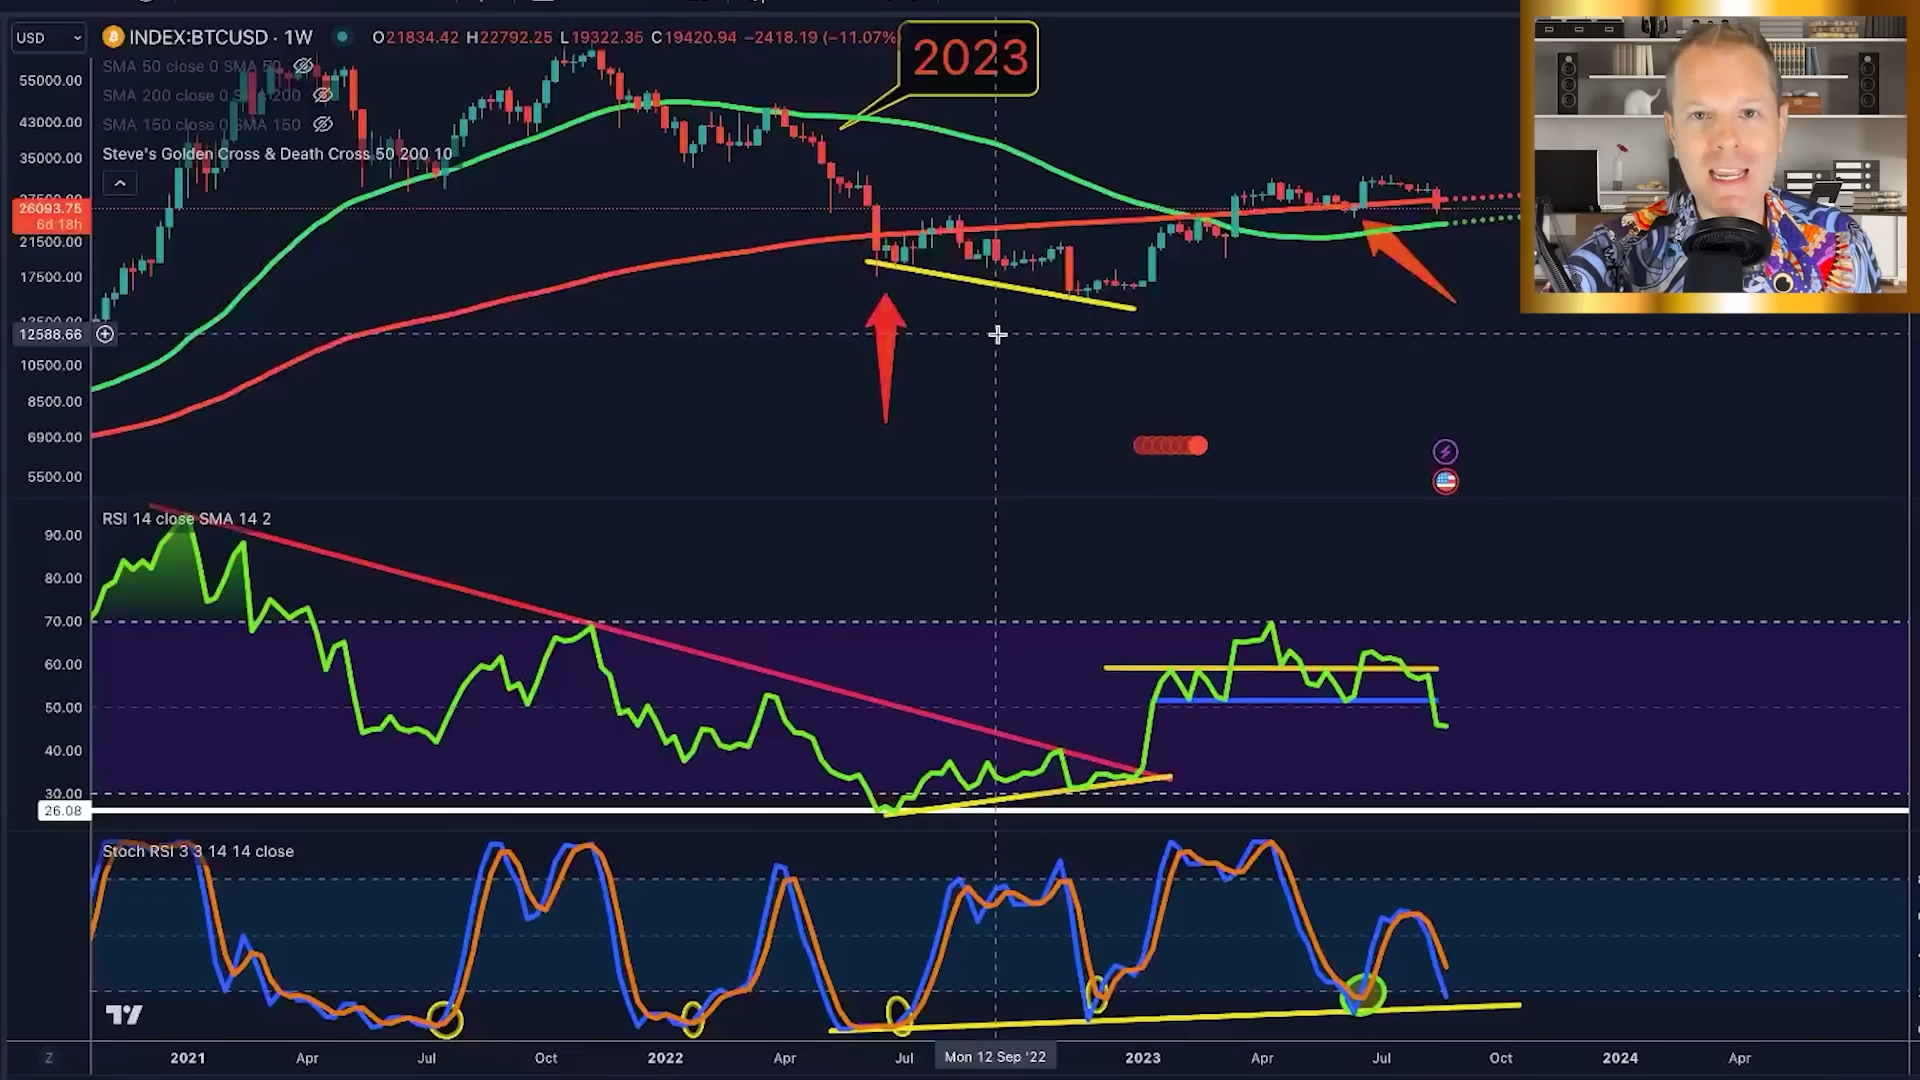 USD
INDEX:BTCUSD · 1W O21834.42 H22792.25 L19322.35 C19420.94 −2418.19 (−11.07%
2023
SMA 50 close 0 SMA 50
SMA 200 close 0 SMA 200
SMA 150 close 0 SMA 150
Steve's Golden Cross & Death Cross 50 200 10
55000.00
43000.00
35000.00
26093.75
6d 18h
21500.00
17500.00
12588.66
10500.00
8500.00
6900.00
5500.00
RSI 14 close SMA 14 2
90.00
80.00
70.00
60.00
50.00
40.00
30.00
26.08
Stoch RSI 3 3 14 14 close
Z 2021 Apr Jul Oct 2022 Apr Jul Mon 12 Sep '22 2023 Apr Jul Oct 2024 Apr